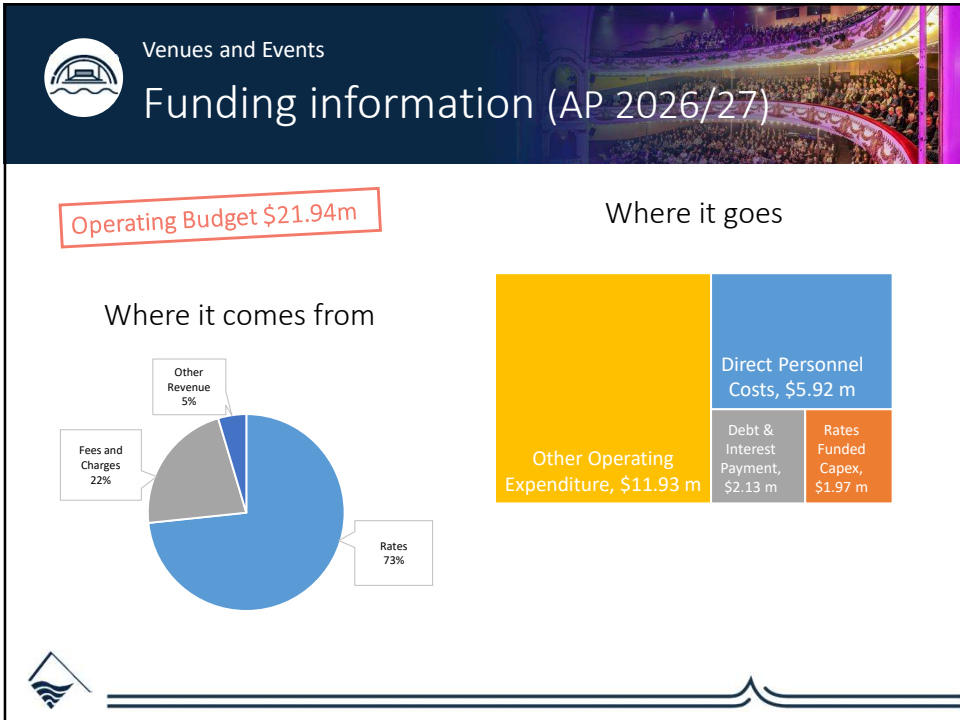 Venues and Events
Funding information (AP 2026/27)
Operating Budget $21.94m
Where it comes from
Other
Revenue
5%
Fees and
Charges
22%
Rates
73%
Where it goes
Other Operating
Expenditure, $11.93 m
Direct Personnel
Costs, $5.92 m
Debt &
Interest
Payment,
$2.13 m
Rates
Funded
Capex,
$1.97 m